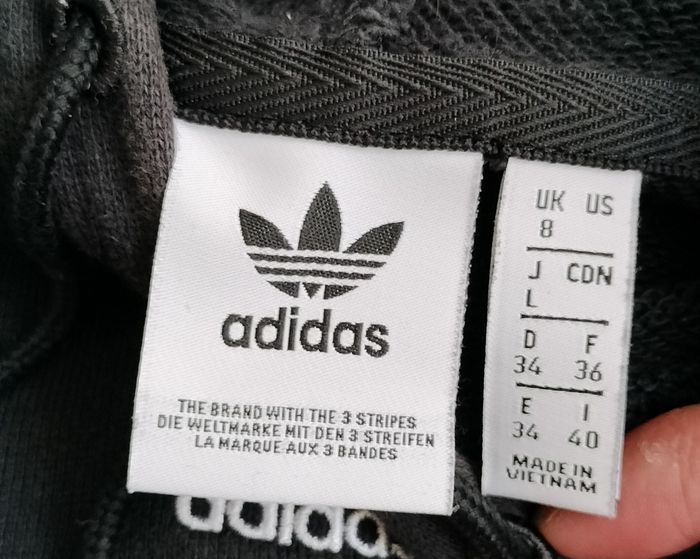 adidas
THE BRAND WITH THE 3 STRIPES
DIE WELTMARKE MIT DEN 3 STREIFEN
LA MARQUE AUX 3 BANDES
UK US
8
J CDN
L
D F
34 36
E I
34 40
MADE IN
VIETNAM
adidas